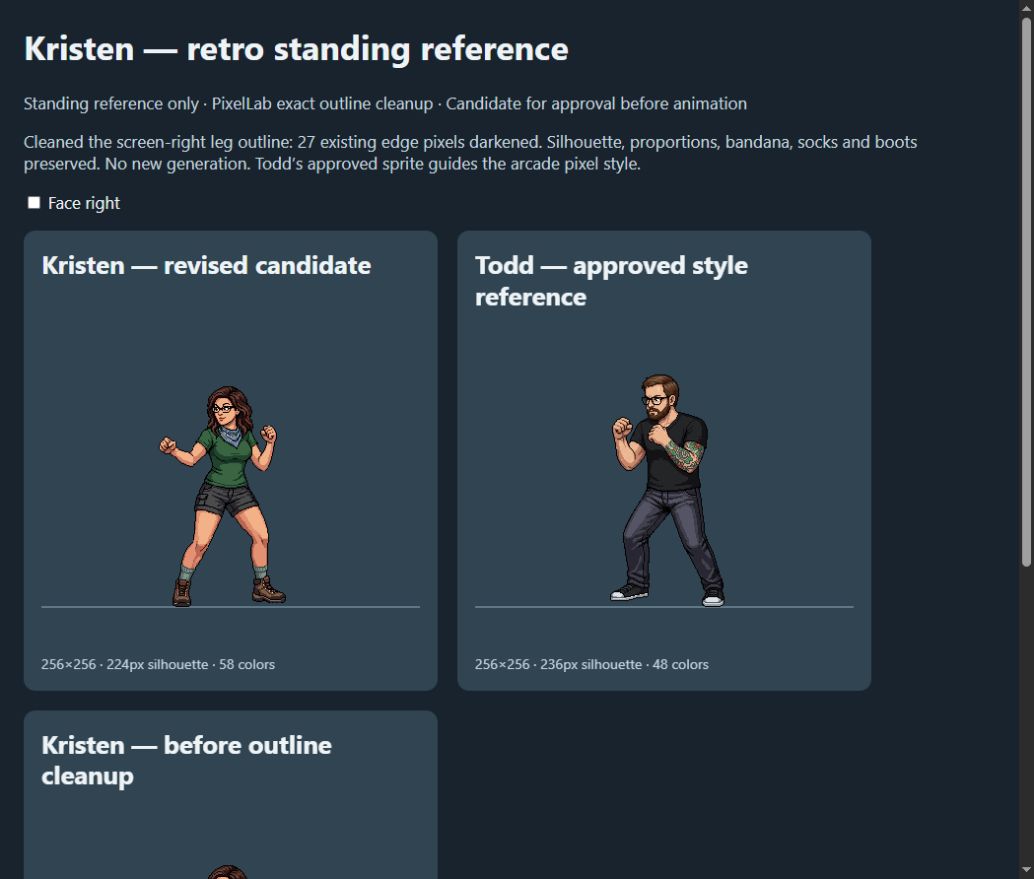 Kristen — retro standing reference
Standing reference only · PixelLab exact outline cleanup · Candidate for approval before animation
Cleaned the screen-right leg outline: 27 existing edge pixels darkened. Silhouette, proportions, bandana, socks and boots
preserved. No new generation. Todd’s approved sprite guides the arcade pixel style.
Face right
Kristen — revised candidate
256×256 · 224px silhouette · 58 colors
Todd — approved style
reference
256×256 · 236px silhouette · 48 colors
Kristen — before outline
cleanup